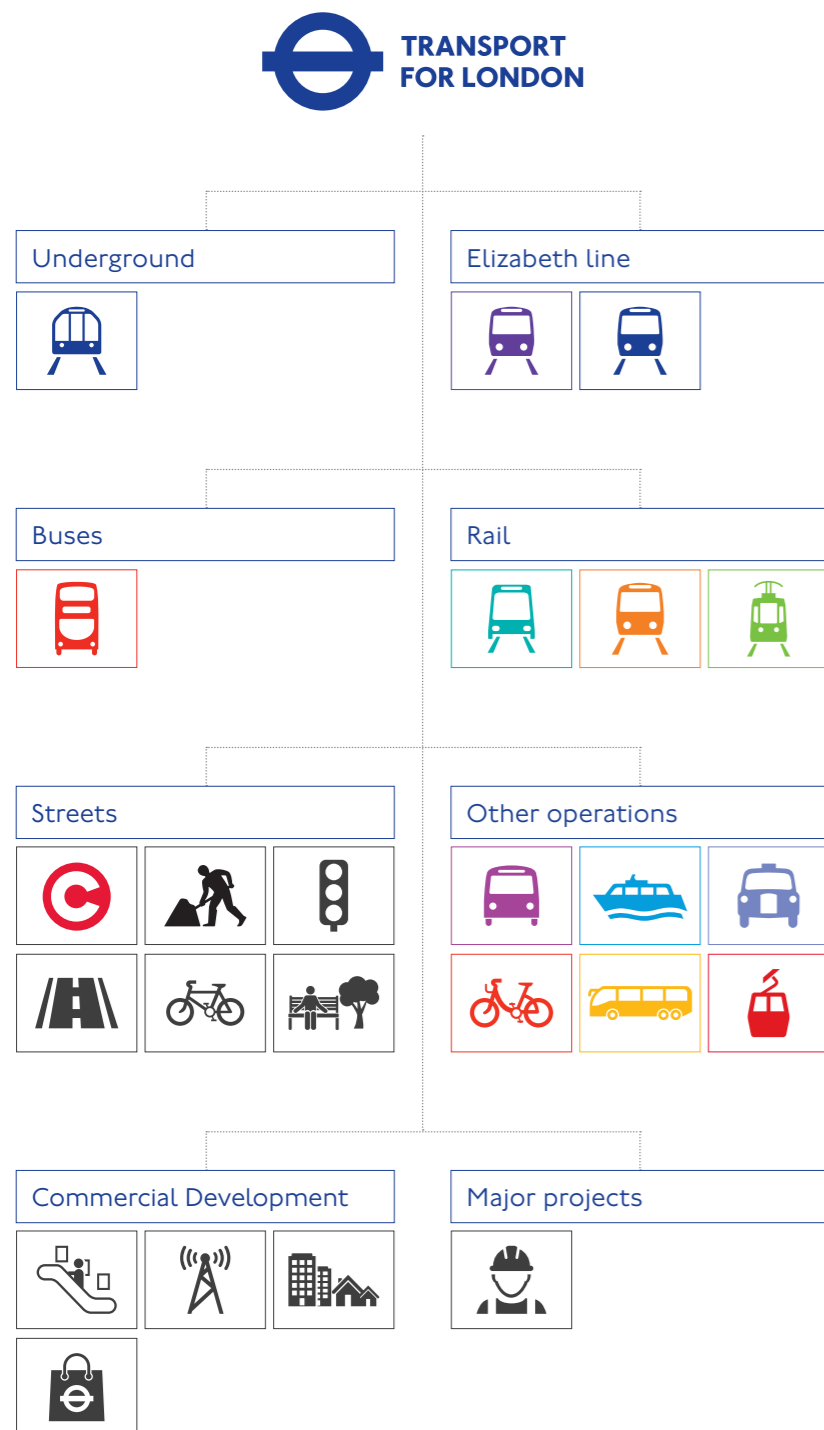 TRANSPORT
FOR LONDON
Underground
Elizabeth line
Buses
Rail
Streets
Other operations
Commercial Development
Major projects